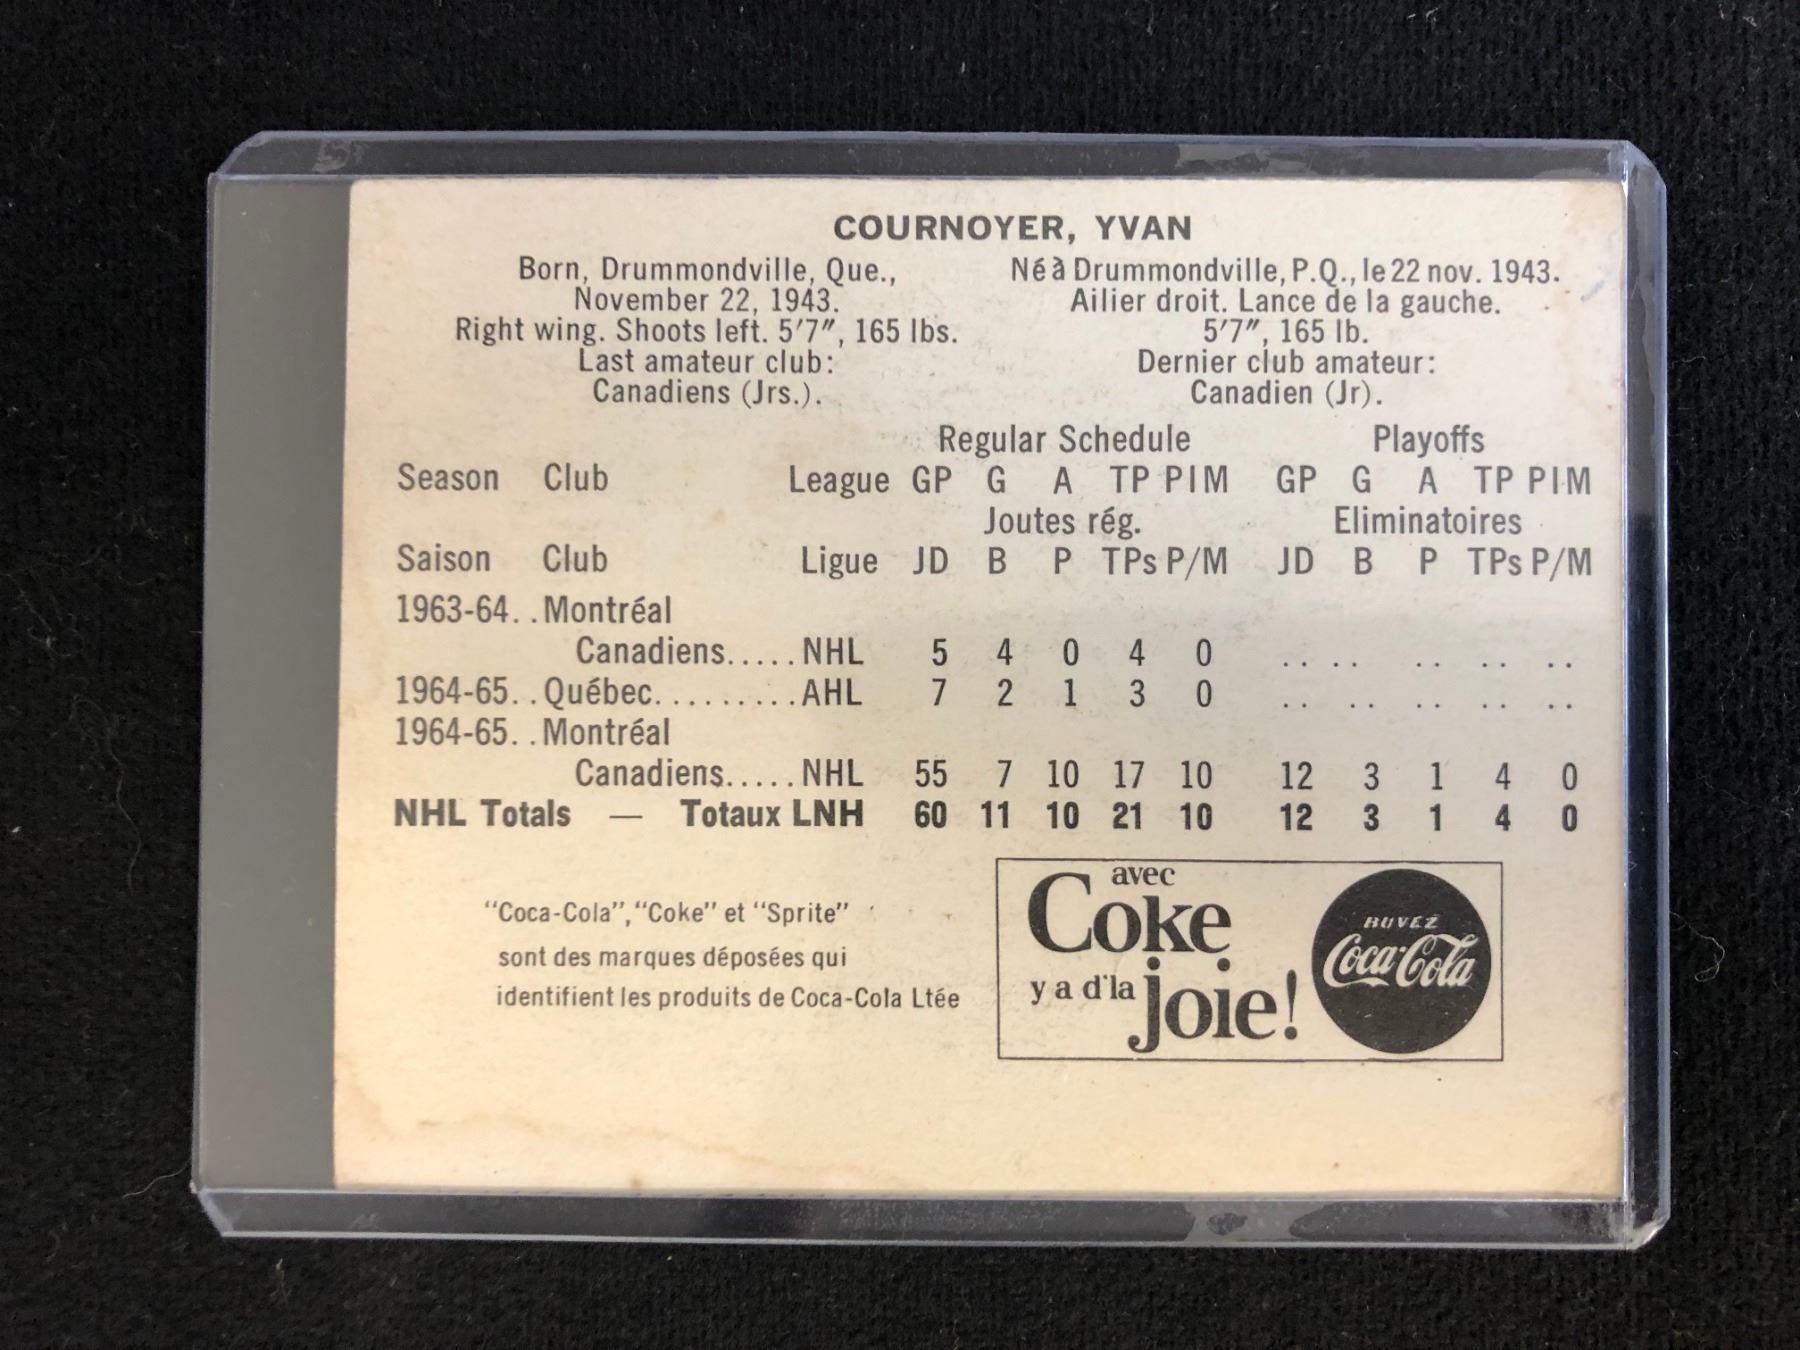 COURNOYER, YVAN
Born, Drummondville, Que.,
November 22, 1943.
Right wing. Shoots left. 5'7", 165 lbs.
Last amateur club:
Canadiens (Jrs.).
Né à Drummondville, P.Q., le 22 nov. 1943.
Ailier droit. Lance de la gauche.
5'7", 165 lb.
Dernier club amateur:
Canadien (Jr).
Regular Schedule Playoffs
Season Club League GP G A TP PIM GP G A TP PIM
Joutes rég. Eliminatoires
Saison Club Ligue JD B P TPs P/M JD B P TPs P/M
1963-64. . Montréal
Canadiens. . . . . NHL 5 4 0 4 0 . . . . . . . . . .
1964-65. . Québec. . . . . . . . . AHL 7 2 1 3 0 . . . . . . . . . .
1964-65. . Montréal
Canadiens. . . . . NHL 55 7 10 17 10 12 3 1 4 0
NHL Totals — Totaux LNH 60 11 10 21 10 12 3 1 4 0
"Coca-Cola", "Coke" et "Sprite"
sont des marques déposées qui
identifient les produits de Coca-Cola Ltée
avec
Coke
y a d'la joie!
BUVEZ
Coca-Cola